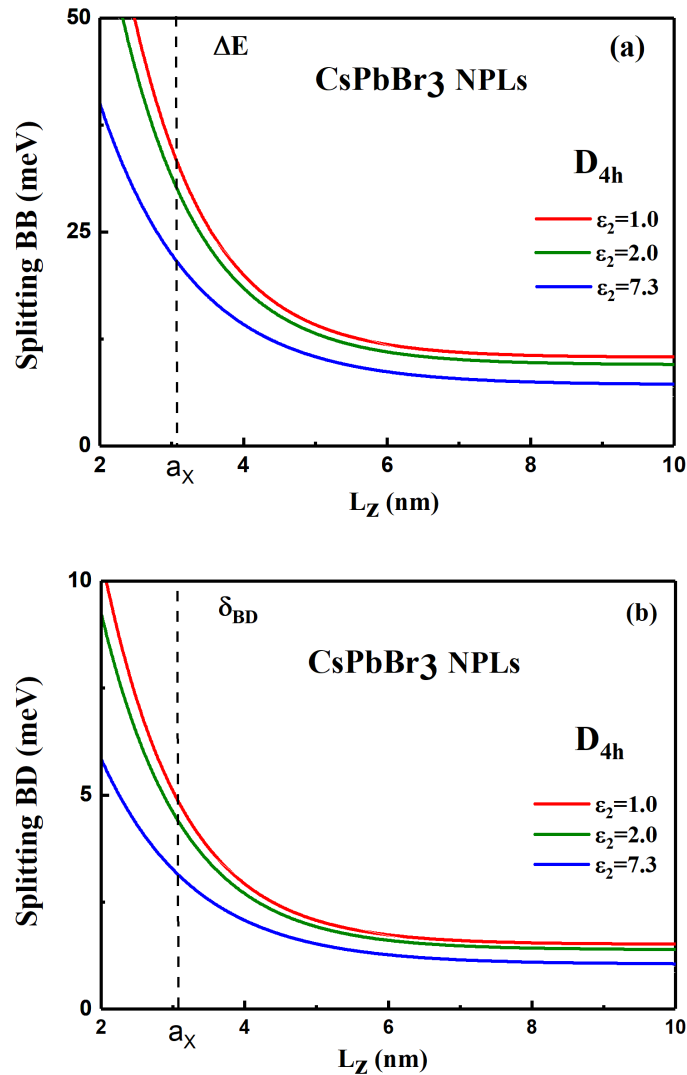 50
ΔE
(a)
CsPbBr3 NPLs
D4h
ε2=1.0
ε2=2.0
ε2=7.3
25
0
Splitting BB (meV)
2
aX
4
6
8
10
LZ (nm)
10
δBD
(b)
CsPbBr3 NPLs
D4h
ε2=1.0
ε2=2.0
ε2=7.3
5
0
Splitting BD (meV)
2
aX
4
6
8
10
LZ (nm)